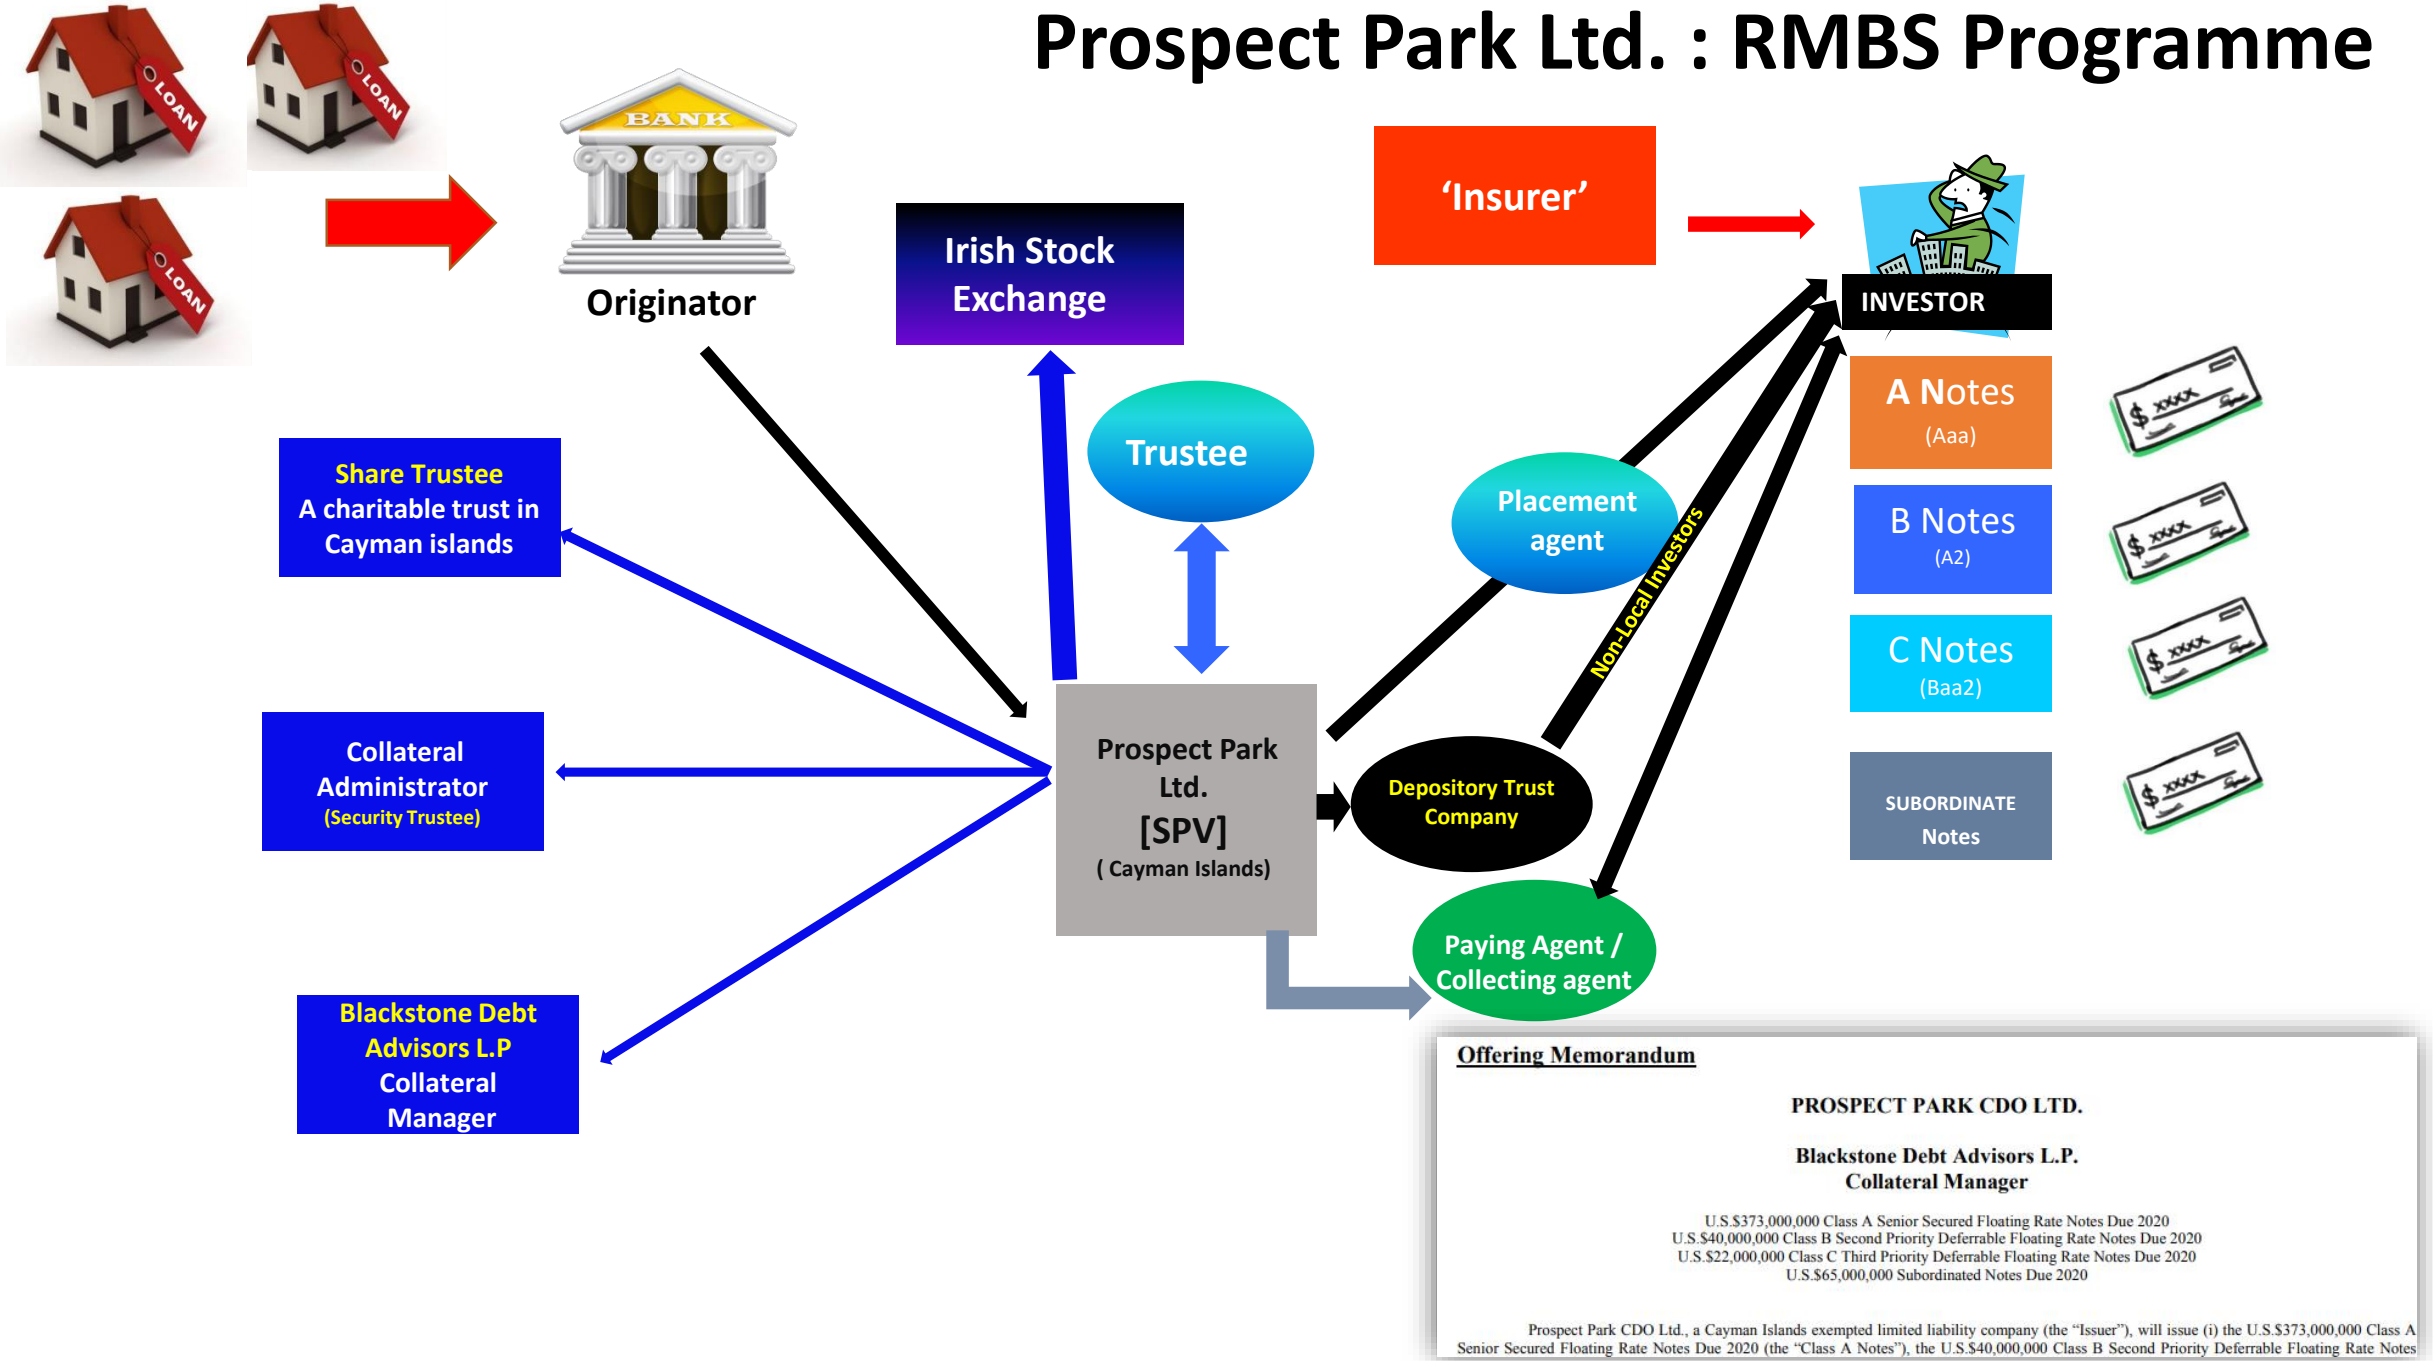 Prospect Park Ltd. : RMBS Programme
LOAN
LOAN
LOAN
BANK
Originator
Irish Stock
Exchange
‘Insurer’
INVESTOR
Trustee
Share Trustee
A charitable trust in
Cayman islands
Placement
agent
Non-Local Investors
A Notes
(Aaa)
$ xxxx
B Notes
(A2)
$ xxxx
C Notes
(Baa2)
$ xxxx
SUBORDINATE
Notes
$ xxxx
Collateral
Administrator
(Security Trustee)
Prospect Park
Ltd.
[SPV]
( Cayman Islands)
Depository Trust
Company
Paying Agent /
Collecting agent
Blackstone Debt
Advisors L.P
Collateral
Manager
Offering Memorandum
PROSPECT PARK CDO LTD.
Blackstone Debt Advisors L.P.
Collateral Manager
U.S.$373,000,000 Class A Senior Secured Floating Rate Notes Due 2020
U.S.$40,000,000 Class B Second Priority Deferrable Floating Rate Notes Due 2020
U.S.$22,000,000 Class C Third Priority Deferrable Floating Rate Notes Due 2020
U.S.$65,000,000 Subordinated Notes Due 2020
Prospect Park CDO Ltd., a Cayman Islands exempted limited liability company (the “Issuer”), will issue (i) the U.S.$373,000,000 Class A
Senior Secured Floating Rate Notes Due 2020 (the “Class A Notes”), the U.S.$40,000,000 Class B Second Priority Deferrable Floating Rate Notes